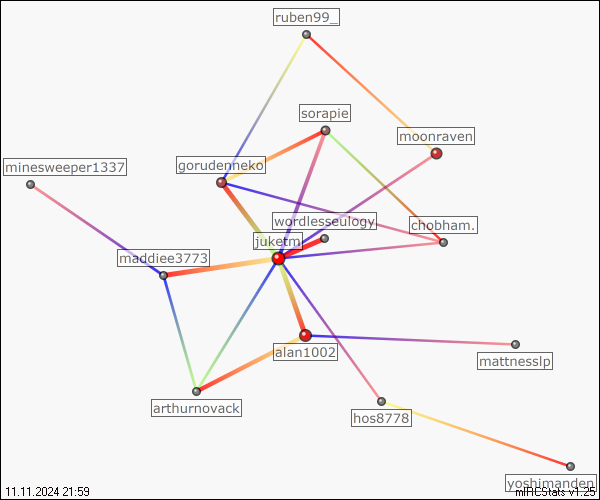 ruben99_
sorapie
moonraven
minesweeper1337
gorudenneko
wordlesseulogy
chobham.
juketm
maddiee3773
alan1002
mattnesslp
arthurnovack
hos8778
yoshimanden
11.11.2024 21:59
mIRCStats v1.25